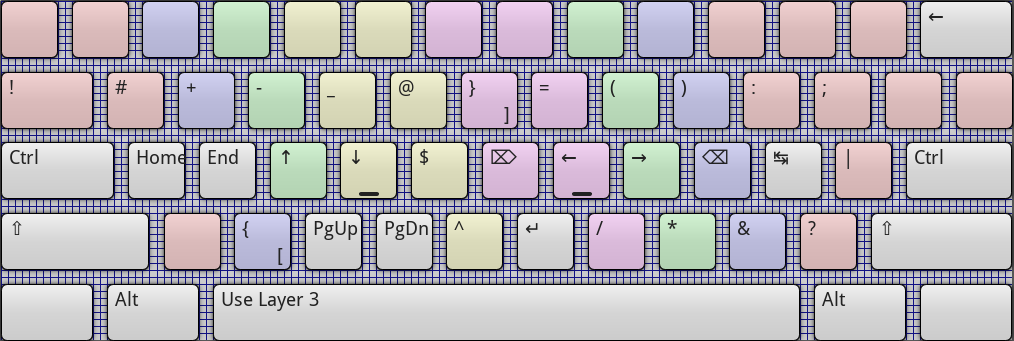 ←
! # + - _ @ } ] = ( ) : ;
Ctrl Home End ↑ ↓ $ ⌦ ← → ⌫ ↹ | Ctrl
⇧ { [ PgUp PgDn ^ ↵ / * & ? ⇧
Alt Use Layer 3 Alt